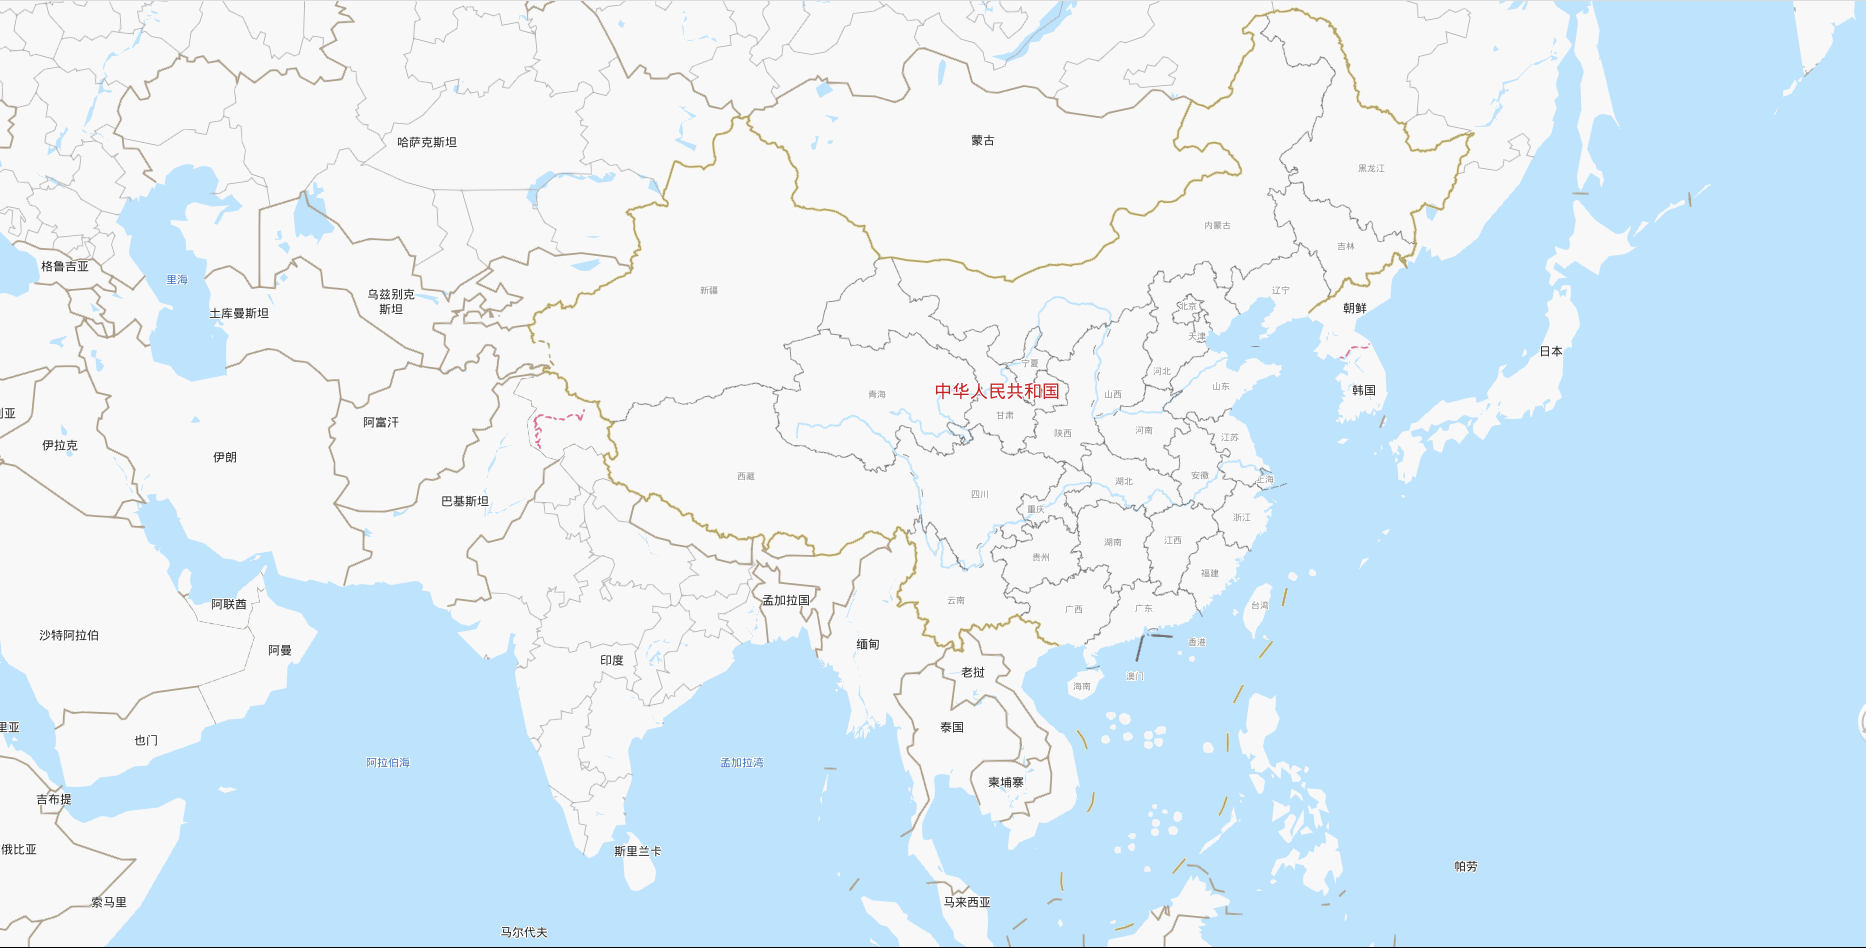 哈萨克斯坦
蒙古
黑龙江
内蒙古
吉林
格鲁吉亚
里海
新疆
辽宁
乌兹别克
斯坦
土库曼斯坦
北京
朝鲜
天津
日本
宁夏
河北
中华人民共和国
山东
韩国
青海
山西
甘肃
阿富汗
伊拉克
伊朗
陕西
河南
江苏
西藏
安徽
上海
湖北
四川
巴基斯坦
重庆
浙江
湖南
江西
贵州
福建
孟加拉国
云南
阿联酋
台湾
广西
广东
沙特阿拉伯
缅甸
香港
阿曼
印度
老挝
澳门
海南
里亚
泰国
也门
阿拉伯海
孟加拉湾
柬埔寨
吉布提
俄比亚
斯里兰卡
帕劳
索马里
马来西亚
马尔代夫